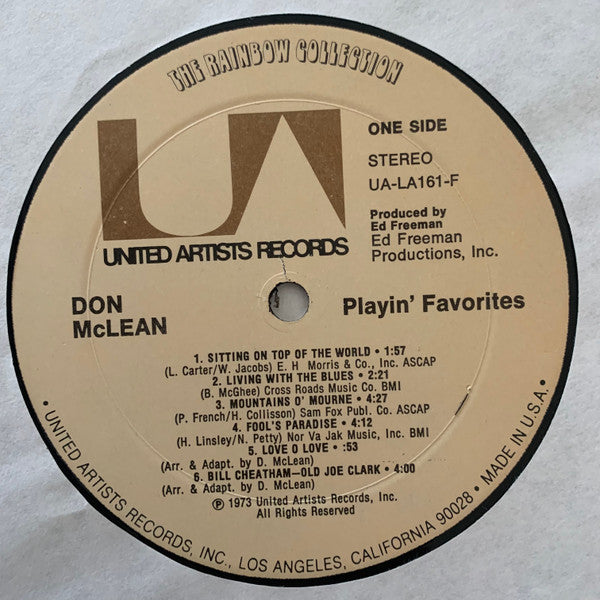 THE RAINBOW COLLECTION
UA
UNITED ARTISTS RECORDS
ONE SIDE
STEREO
UA-LA161-F
Produced by
Ed Freeman
Ed Freeman
Productions, Inc.
DON
McLEAN
Playin' Favorites
1. SITTING ON TOP OF THE WORLD • 1:57
(L. Carter/W. Jacobs) E. H Morris & Co., Inc. ASCAP
2. LIVING WITH THE BLUES • 2:21
(B. McGhee) Cross Roads Music Co. BMI
3. MOUNTAINS O' MOURNE • 4:27
(P. French/H. Collisson) Sam Fox Publ. Co. ASCAP
4. FOOL'S PARADISE • 4:12
(H. Linsley/N. Petty) Nor Va Jak Music, Inc. BMI
5. LOVE O LOVE • :53
(Arr. & Adapt. by D. McLean)
6. BILL CHEATHAM—OLD JOE CLARK • 4:00
(Arr. & Adapt. by D. McLean)
℗ 1973 United Artists Records, Inc.
All Rights Reserved
• UNITED ARTISTS RECORDS, INC., LOS ANGELES, CALIFORNIA 90028 • MADE IN U.S.A. •